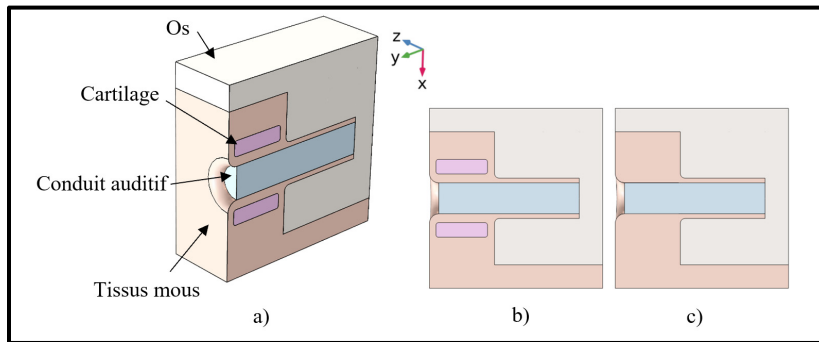 Os
z
y
x
Cartilage
Conduit auditif
Tissus mous
a)
b)
c)